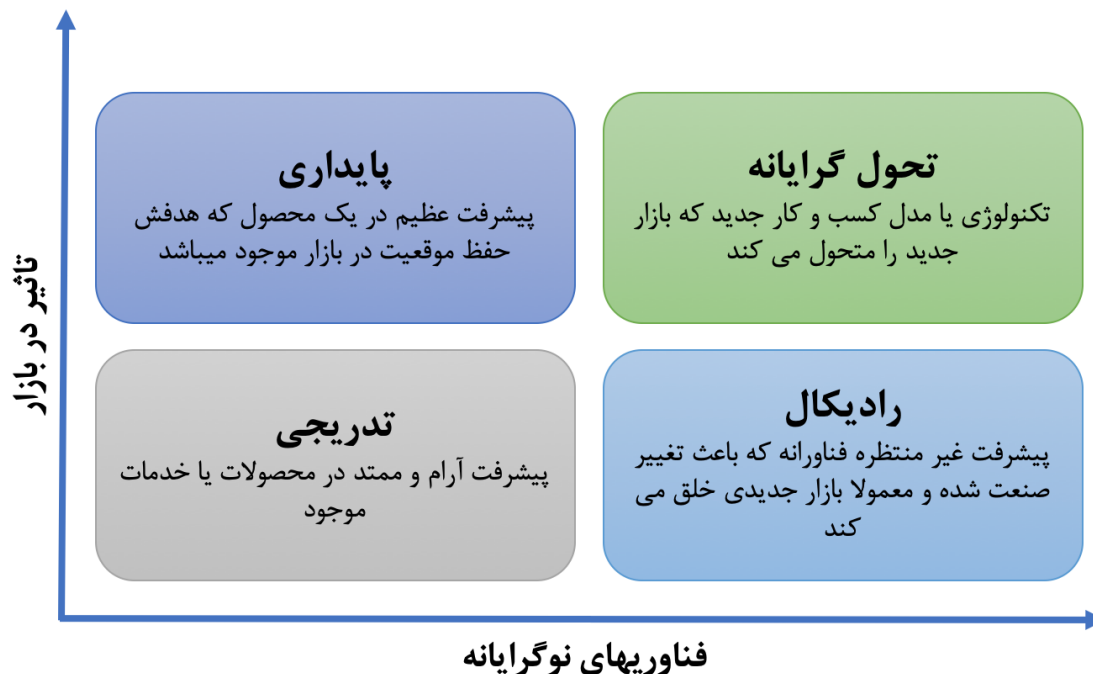 تاثیر در بازار
تحول گرایانه
تکنولوژی یا مدل کسب و کار جدید که بازار
جدید را متحول می کند
پایداری
پیشرفت عظیم در یک محصول که هدفش
حفظ موقعیت در بازار موجود میباشد
رادیکال
پیشرفت غیر منتظره فناورانه که باعث تغییر
صنعت شده و معمولا بازار جدیدی خلق می
کند
تدریجی
پیشرفت آرام و ممتد در محصولات یا خدمات
موجود
فناوریهای نوگرایانه